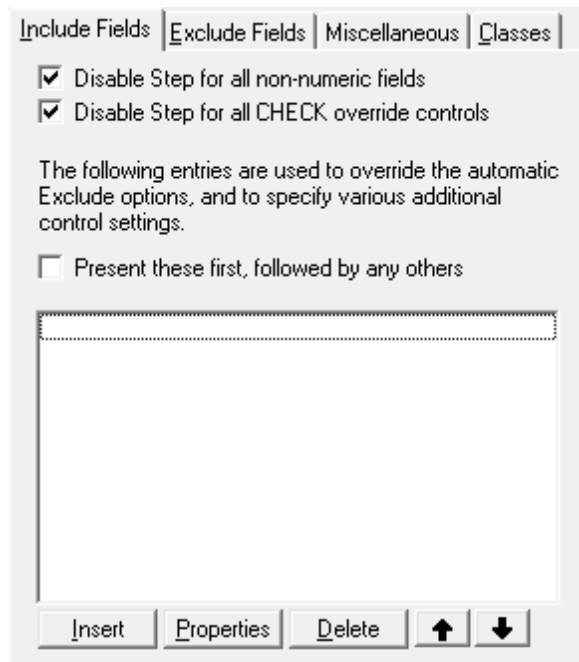 Include Fields Exclude Fields Miscellaneous Classes
Disable Step for all non-numeric fields
Disable Step for all CHECK override controls
The following entries are used to override the automatic
Exclude options, and to specify various additional
control settings.
Present these first, followed by any others
Insert Properties Delete